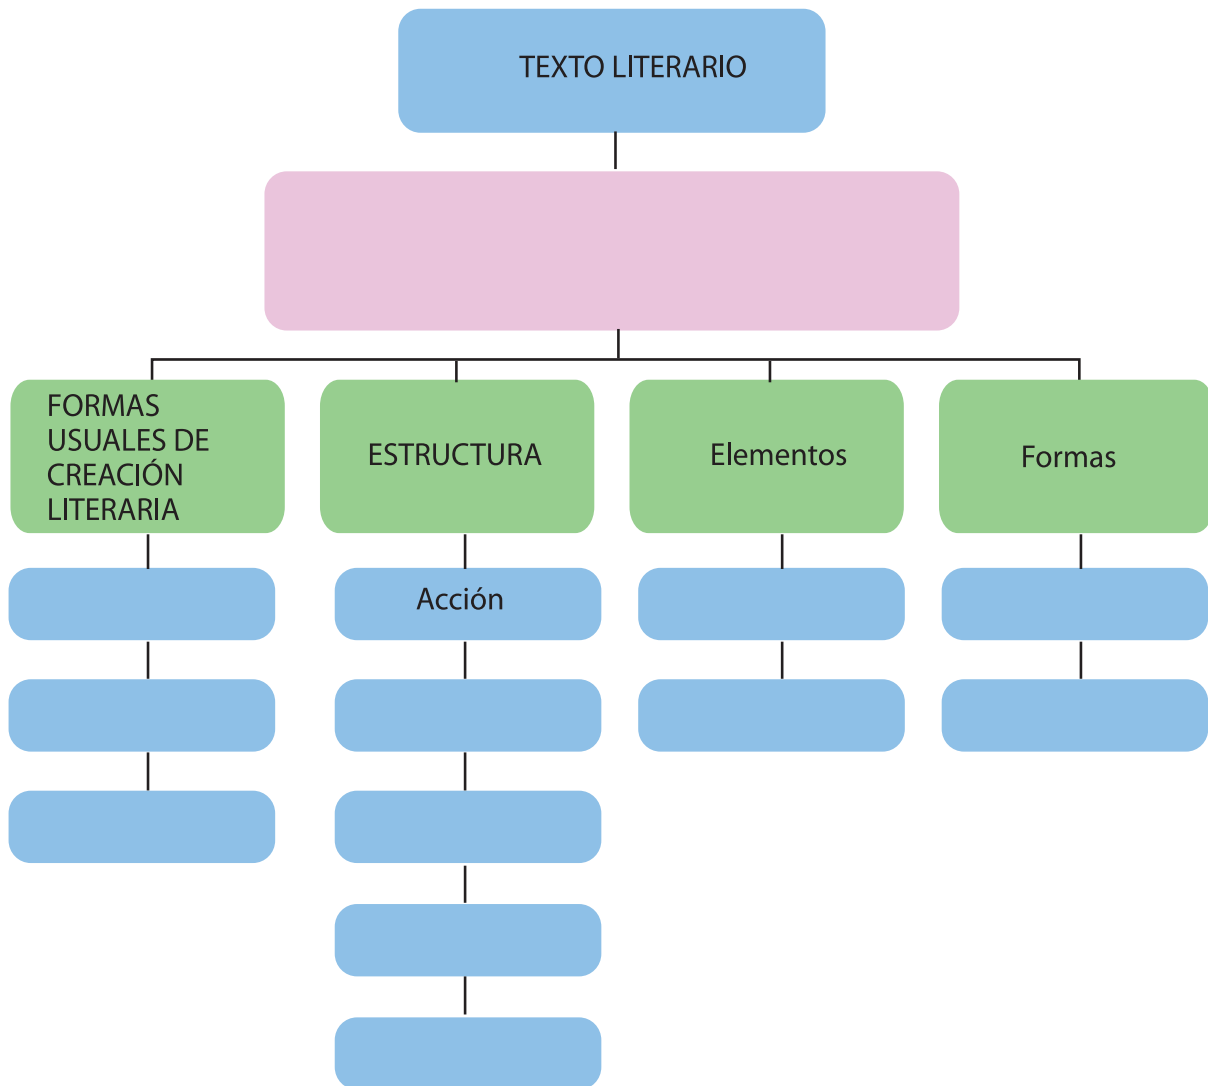 TEXTO LITERARIO
FORMAS
USUALES DE
CREACIÓN
LITERARIA
ESTRUCTURA
Elementos
Formas
Acción